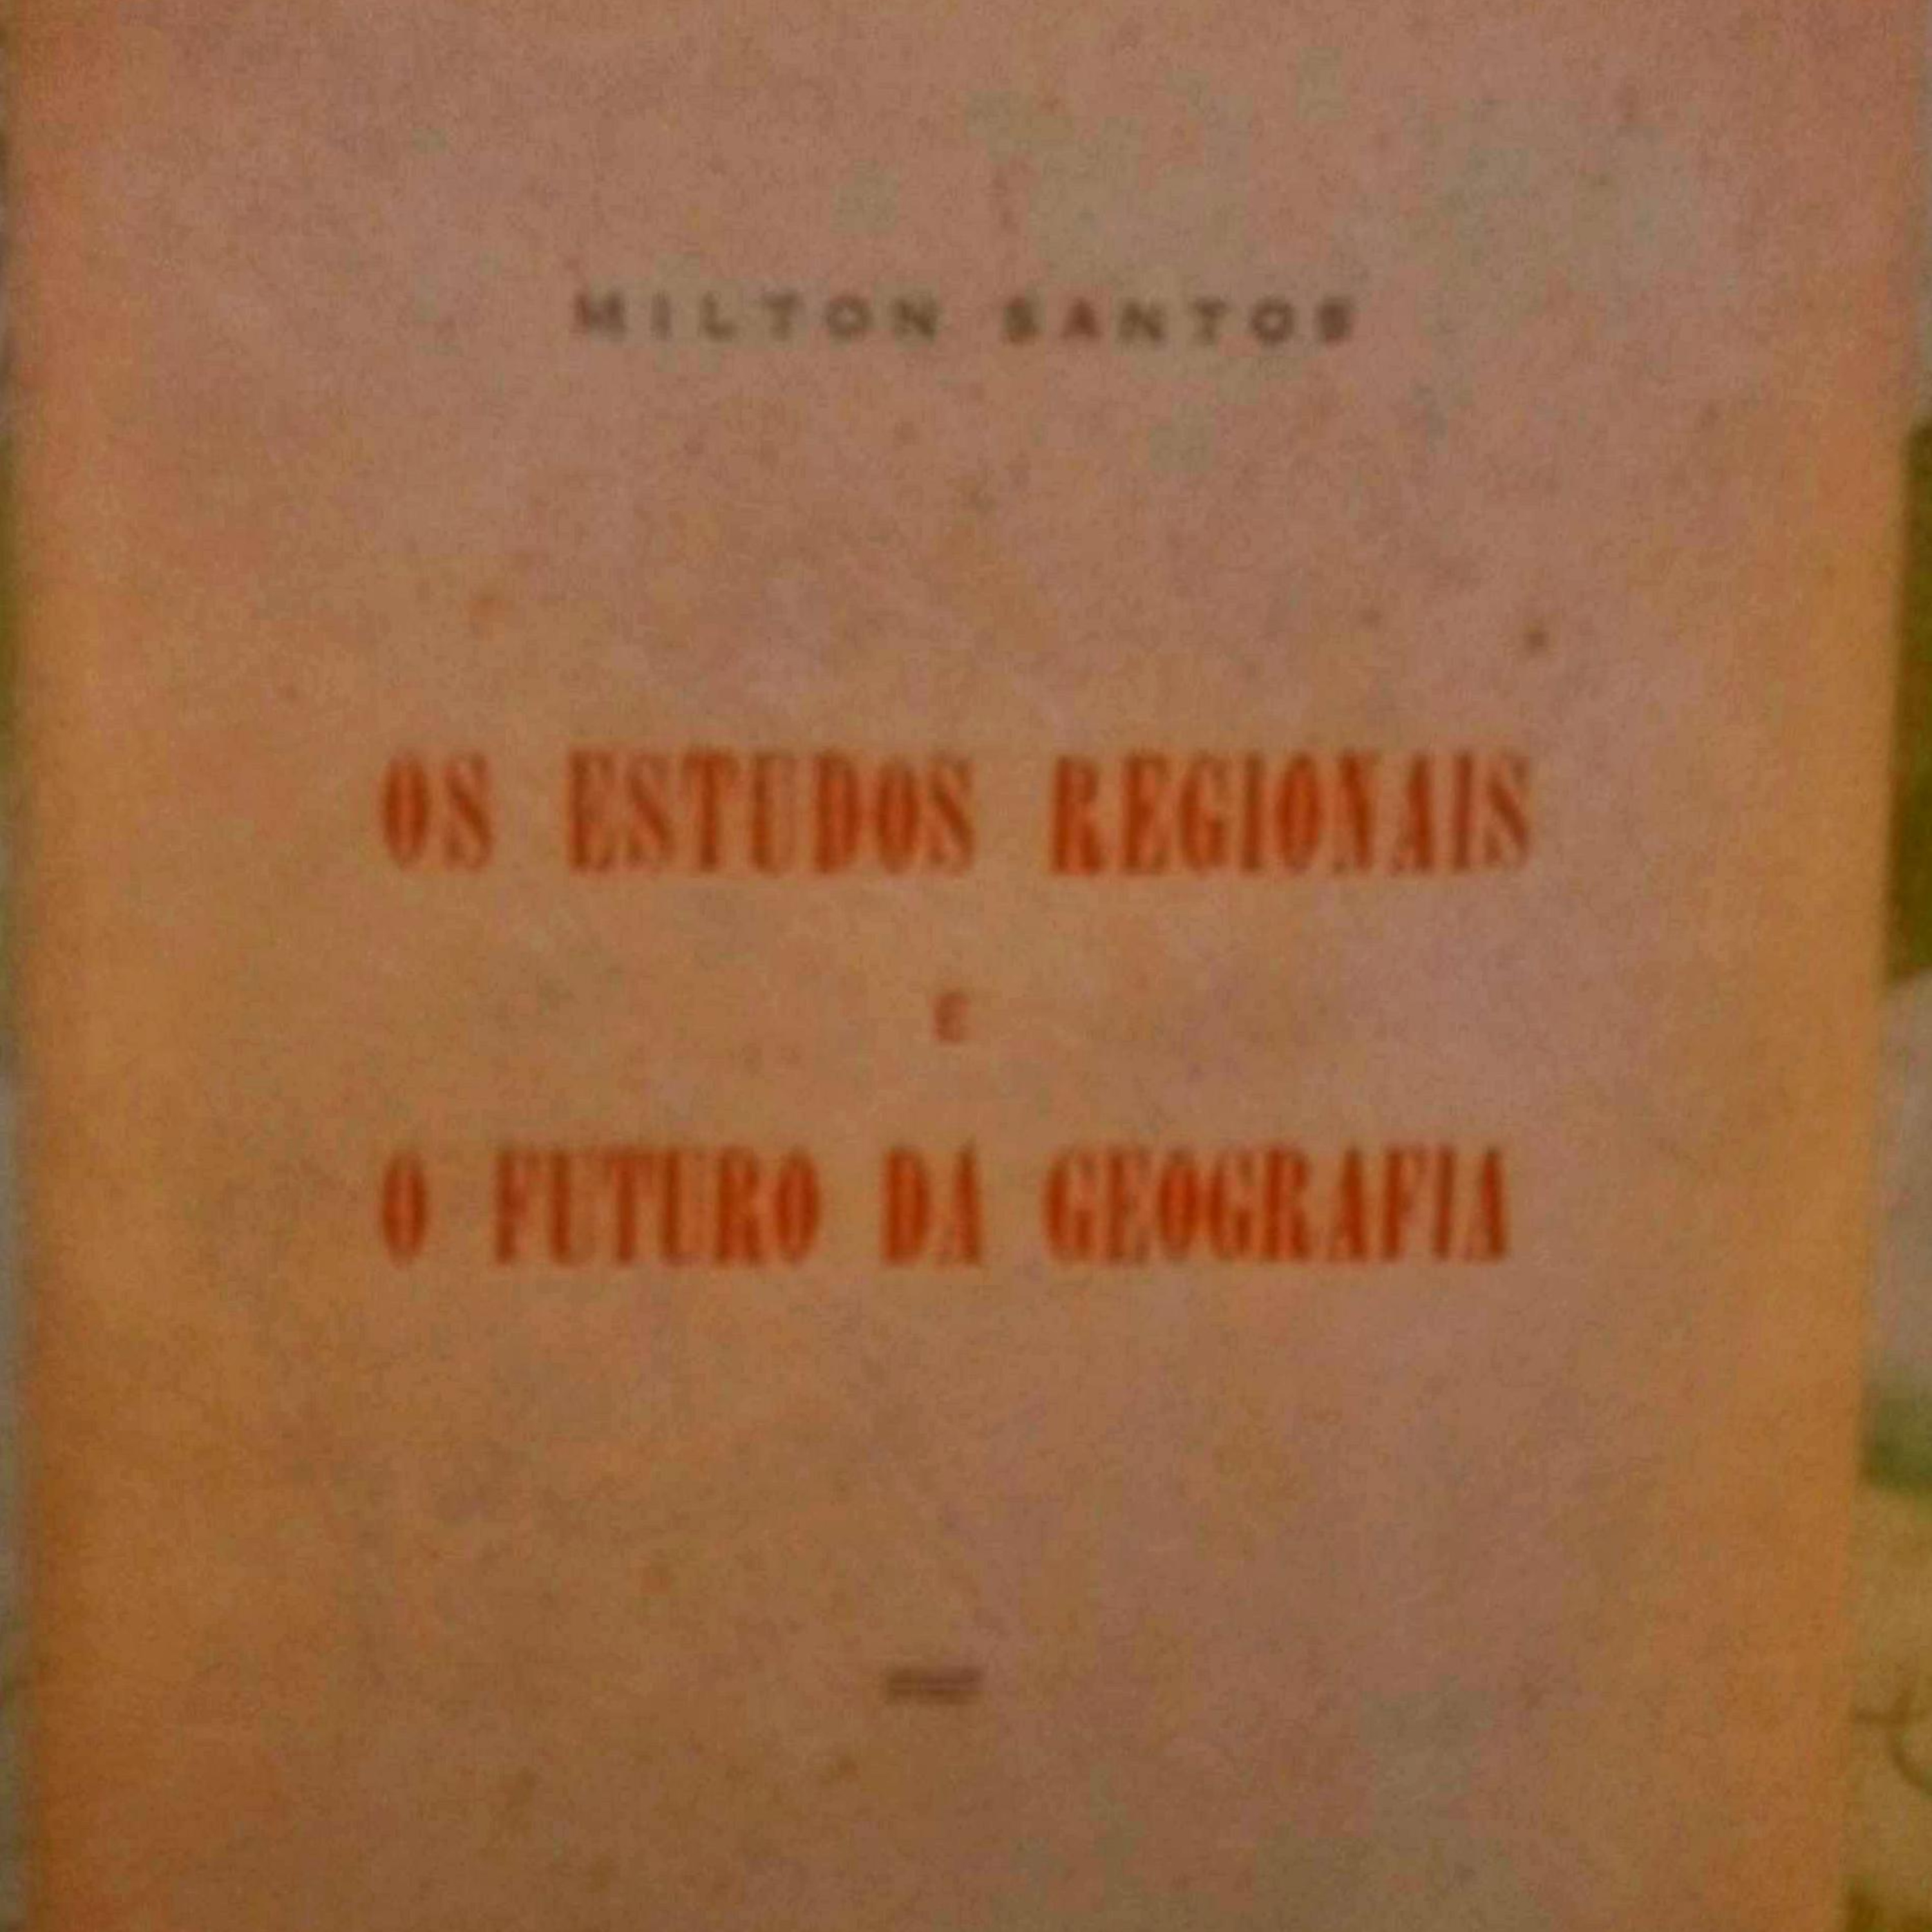 MILTON SANTOS
OS ESTUDOS REGIONAIS
E
O FUTURO DA GEOGRAFIA